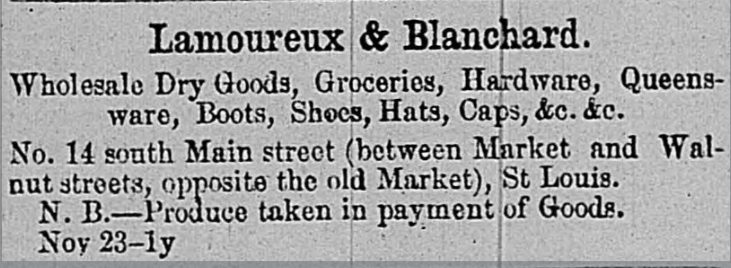 Lamoureux & Blanchard.
Wholesale Dry Goods, Groceries, Hardware, Queens-
ware, Boots, Shoes, Hats, Caps, &c. &c.
No. 14 south Main street (between Market and Wal-
nut streets, opposite the old Market), St Louis.
N. B.—Produce taken in payment of Goods.
Nov 23-1y